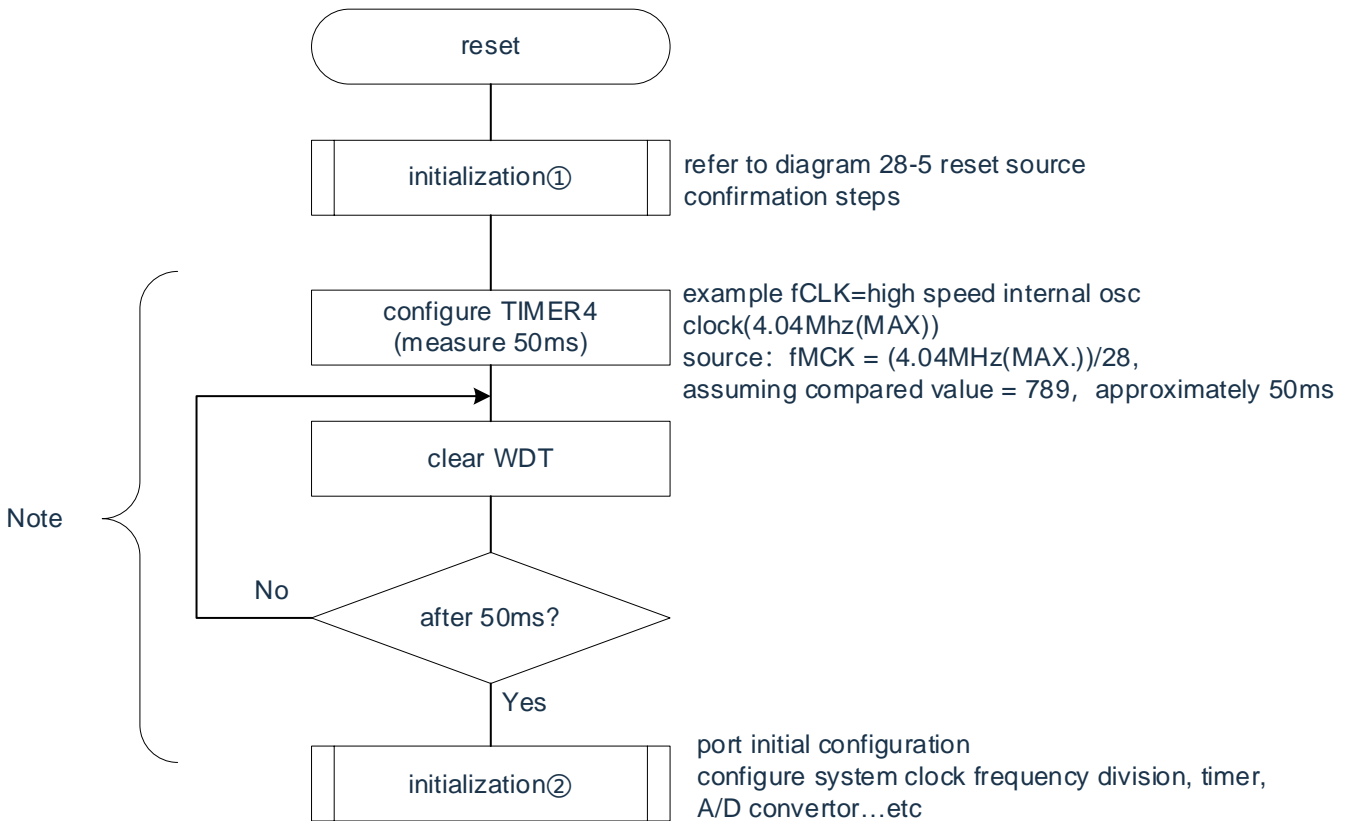 reset
initialization①
refer to diagram 28-5 reset source
confirmation steps
configure TIMER4
(measure 50ms)
example fCLK=high speed internal osc
clock(4.04Mhz(MAX))
source: fMCK = (4.04MHz(MAX.))/28,
assuming compared value = 789, approximately 50ms
clear WDT
Note
No
after 50ms?
Yes
initialization②
port initial configuration
configure system clock frequency division, timer,
A/D convertor…etc